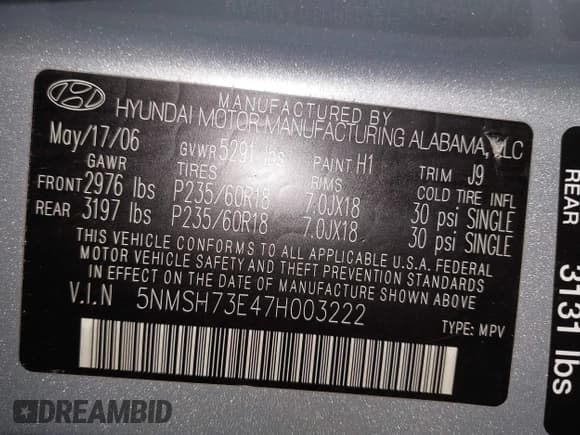 MANUFACTURED BY
HYUNDAI MOTOR MANUFACTURING ALABAMA, LLC
May/17/06 GVWR 5291 lbs PAINT H1 TRIM J9
GAWR TIRES RIMS COLD TIRE INFL
FRONT 2976 lbs P235/60R18 7.0JX18 30 psi SINGLE
REAR 3197 lbs P235/60R18 7.0JX18 30 psi SINGLE
THIS VEHICLE CONFORMS TO ALL APPLICABLE U.S.A. FEDERAL
MOTOR VEHICLE SAFETY AND THEFT PREVENTION STANDARDS
IN EFFECT ON THE DATE OF MANUFACTURE SHOWN ABOVE.
V.I.N 5NMSH73E47H003222
TYPE: MPV
REAR 3131 lbs
DREAMBID